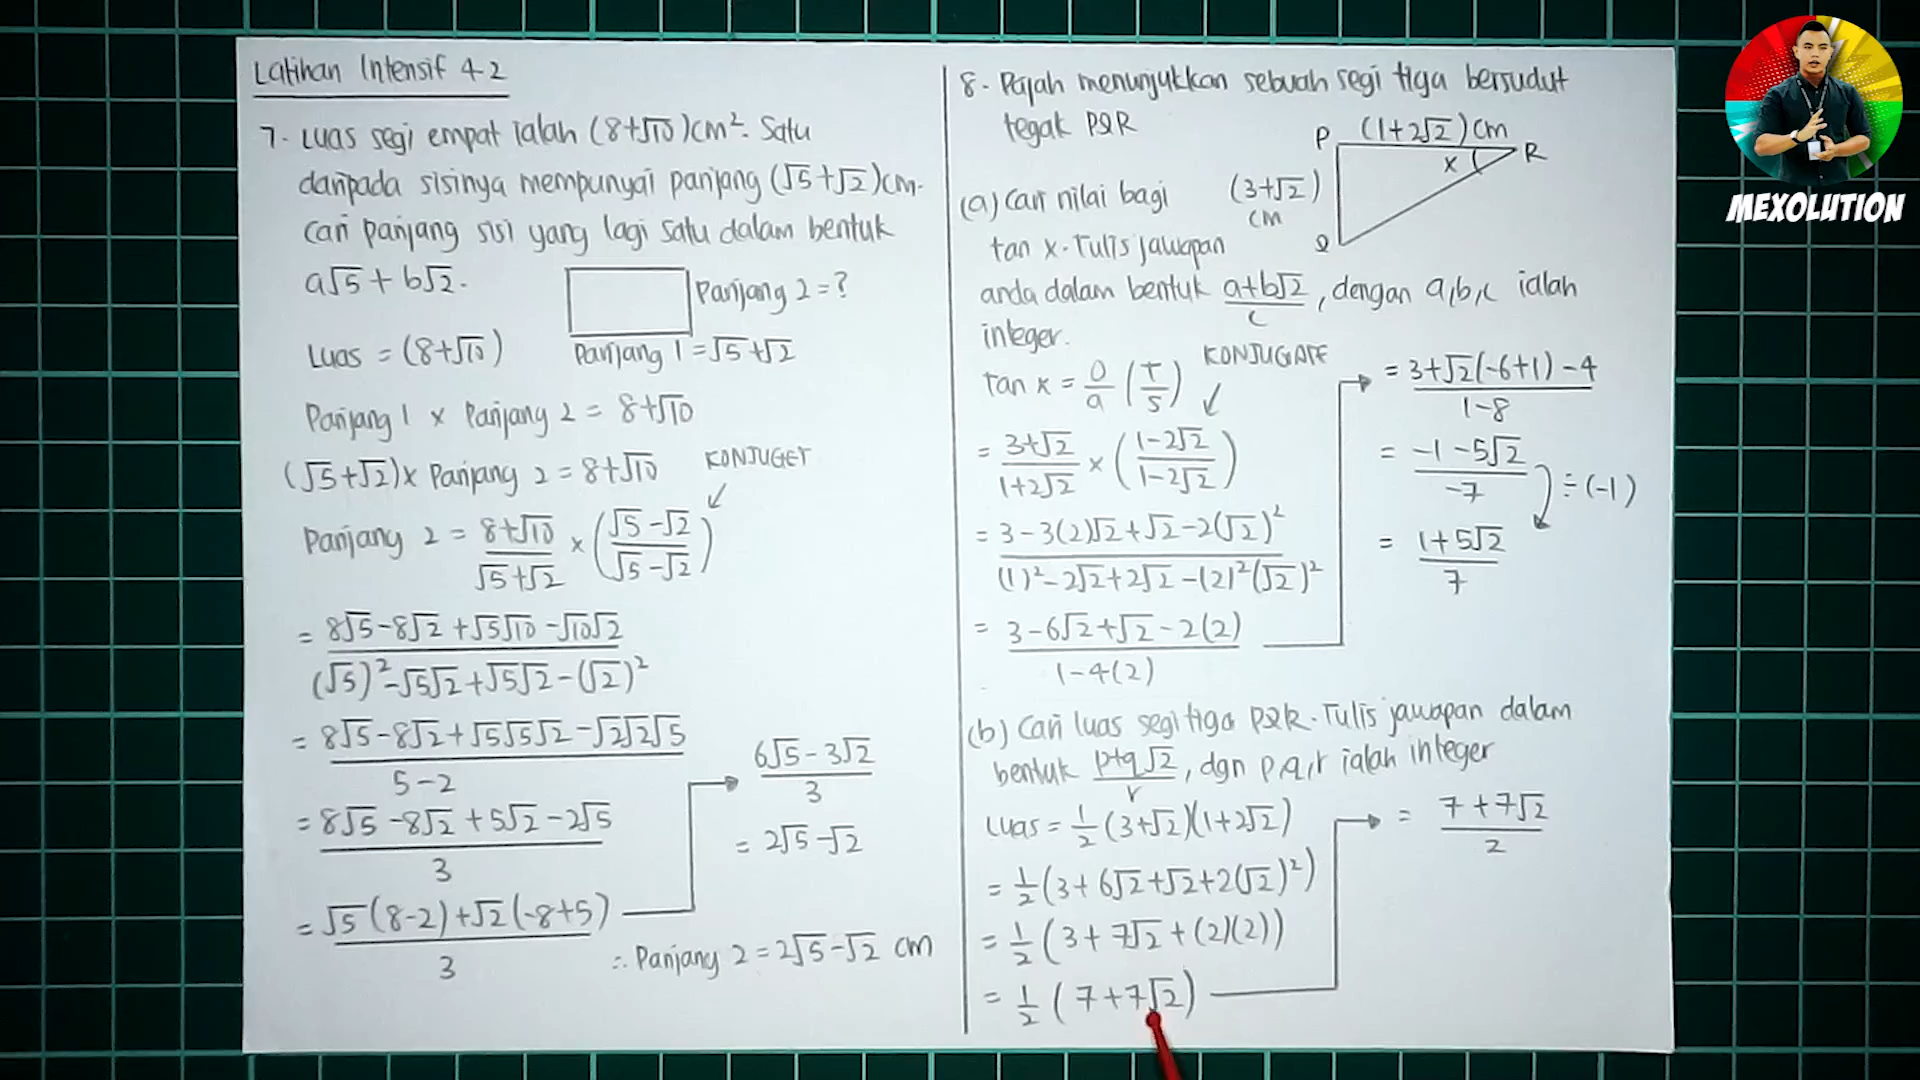 Latihan Intensif 4.2
7. Luas segi empat ialah (8+√10)cm². Satu
daripada sisinya mempunyai panjang (√5+√2)cm.
Cari panjang sisi yang lagi satu dalam bentuk
a√5 + b√2.
Panjang 2 = ?
Luas = (8+√10)
Panjang 1 = √5+√2
Panjang 1 × Panjang 2 = 8+√10
(√5+√2) × Panjang 2 = 8+√10
KONJUGET
Panjang 2 = (8+√10)/(√5+√2) × ((√5-√2)/(√5-√2))
= (8√5-8√2+√5√10-√10√2)/((√5)²-√5√2+√5√2-(√2)²)
= (8√5-8√2+√5√5√2-√2√2√5)/(5-2)
= (8√5-8√2+5√2-2√5)/3
= (√5(8-2)+√2(-8+5))/3
(6√5-3√2)/3
= 2√5-√2
∴ Panjang 2 = 2√5-√2 cm
8. Rajah menunjukkan sebuah segi tiga bersudut
tegak PQR
P
(1+2√2)cm
R
x
(3+√2)
cm
Q
(a) Cari nilai bagi
tan x. Tulis jawapan
anda dalam bentuk (a+b√2)/c, dengan a,b,c ialah
integer.
KONJUGATE
tan x = O/a (T/S)
= (3+√2)/(1+2√2) × ((1-2√2)/(1-2√2))
= (3-3(2)√2+√2-2(√2)²)/((1)²-2√2+2√2-(2)²(√2)²)
= (3-6√2+√2-2(2))/(1-4(2))
= (3+√2(-6+1)-4)/(1-8)
= (-1-5√2)/-7
÷(-1)
= (1+5√2)/7
(b) Cari luas segitiga PQR. Tulis jawapan dalam
bentuk (p+q√2)/r, dgn p,q,r ialah integer
Luas = 1/2 (3+√2)(1+2√2)
= 1/2 (3+6√2+√2+2(√2)²)
= 1/2 (3+7√2+(2)(2))
= 1/2 (7+7√2)
= (7+7√2)/2
MEXOLUTION